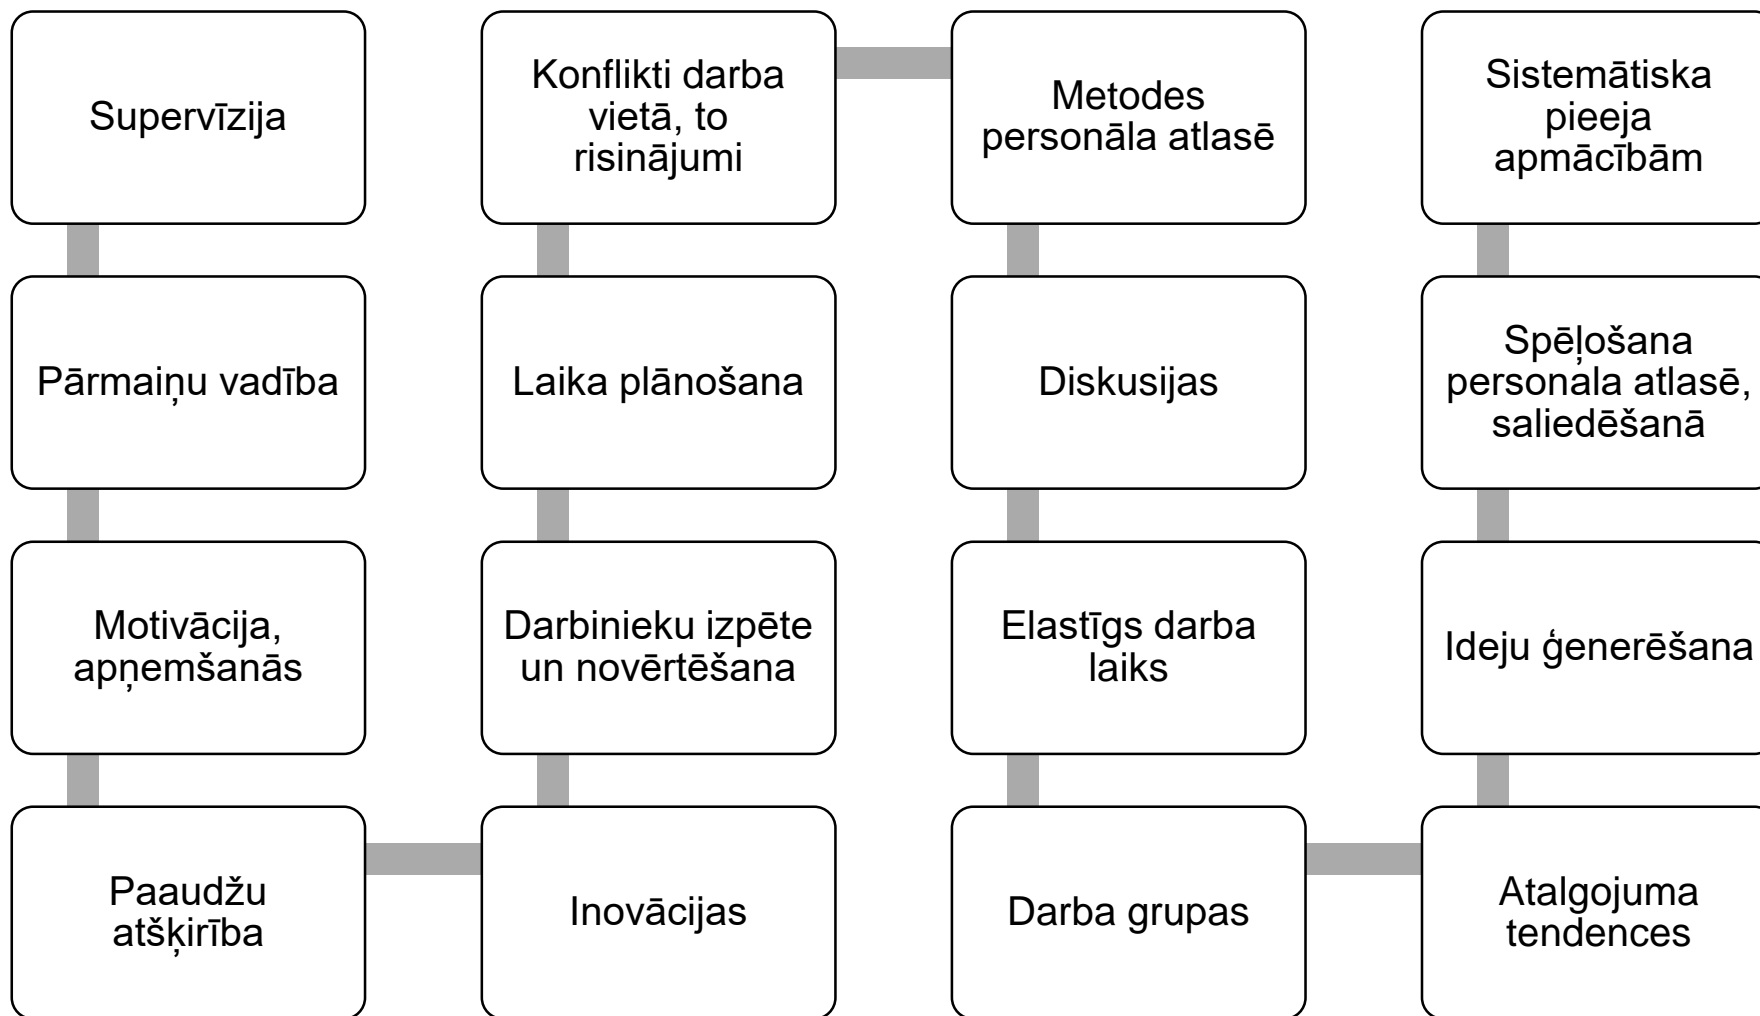 Supervīzija
Pārmaiņu vadība
Motivācija,
apņemšanās
Paaudžu
atšķirība
Inovācijas
Darbinieku izpēte
un novērtēšana
Laika plānošana
Konflikti darba
vietā, to
risinājumi
Metodes
personāla atlasē
Diskusijas
Elastīgs darba
laiks
Darba grupas
Atalgojuma
tendences
Ideju ģenerēšana
Spēļošana
personala atlasē,
saliedēšanā
Sistemātiska
pieeja
apmācībām